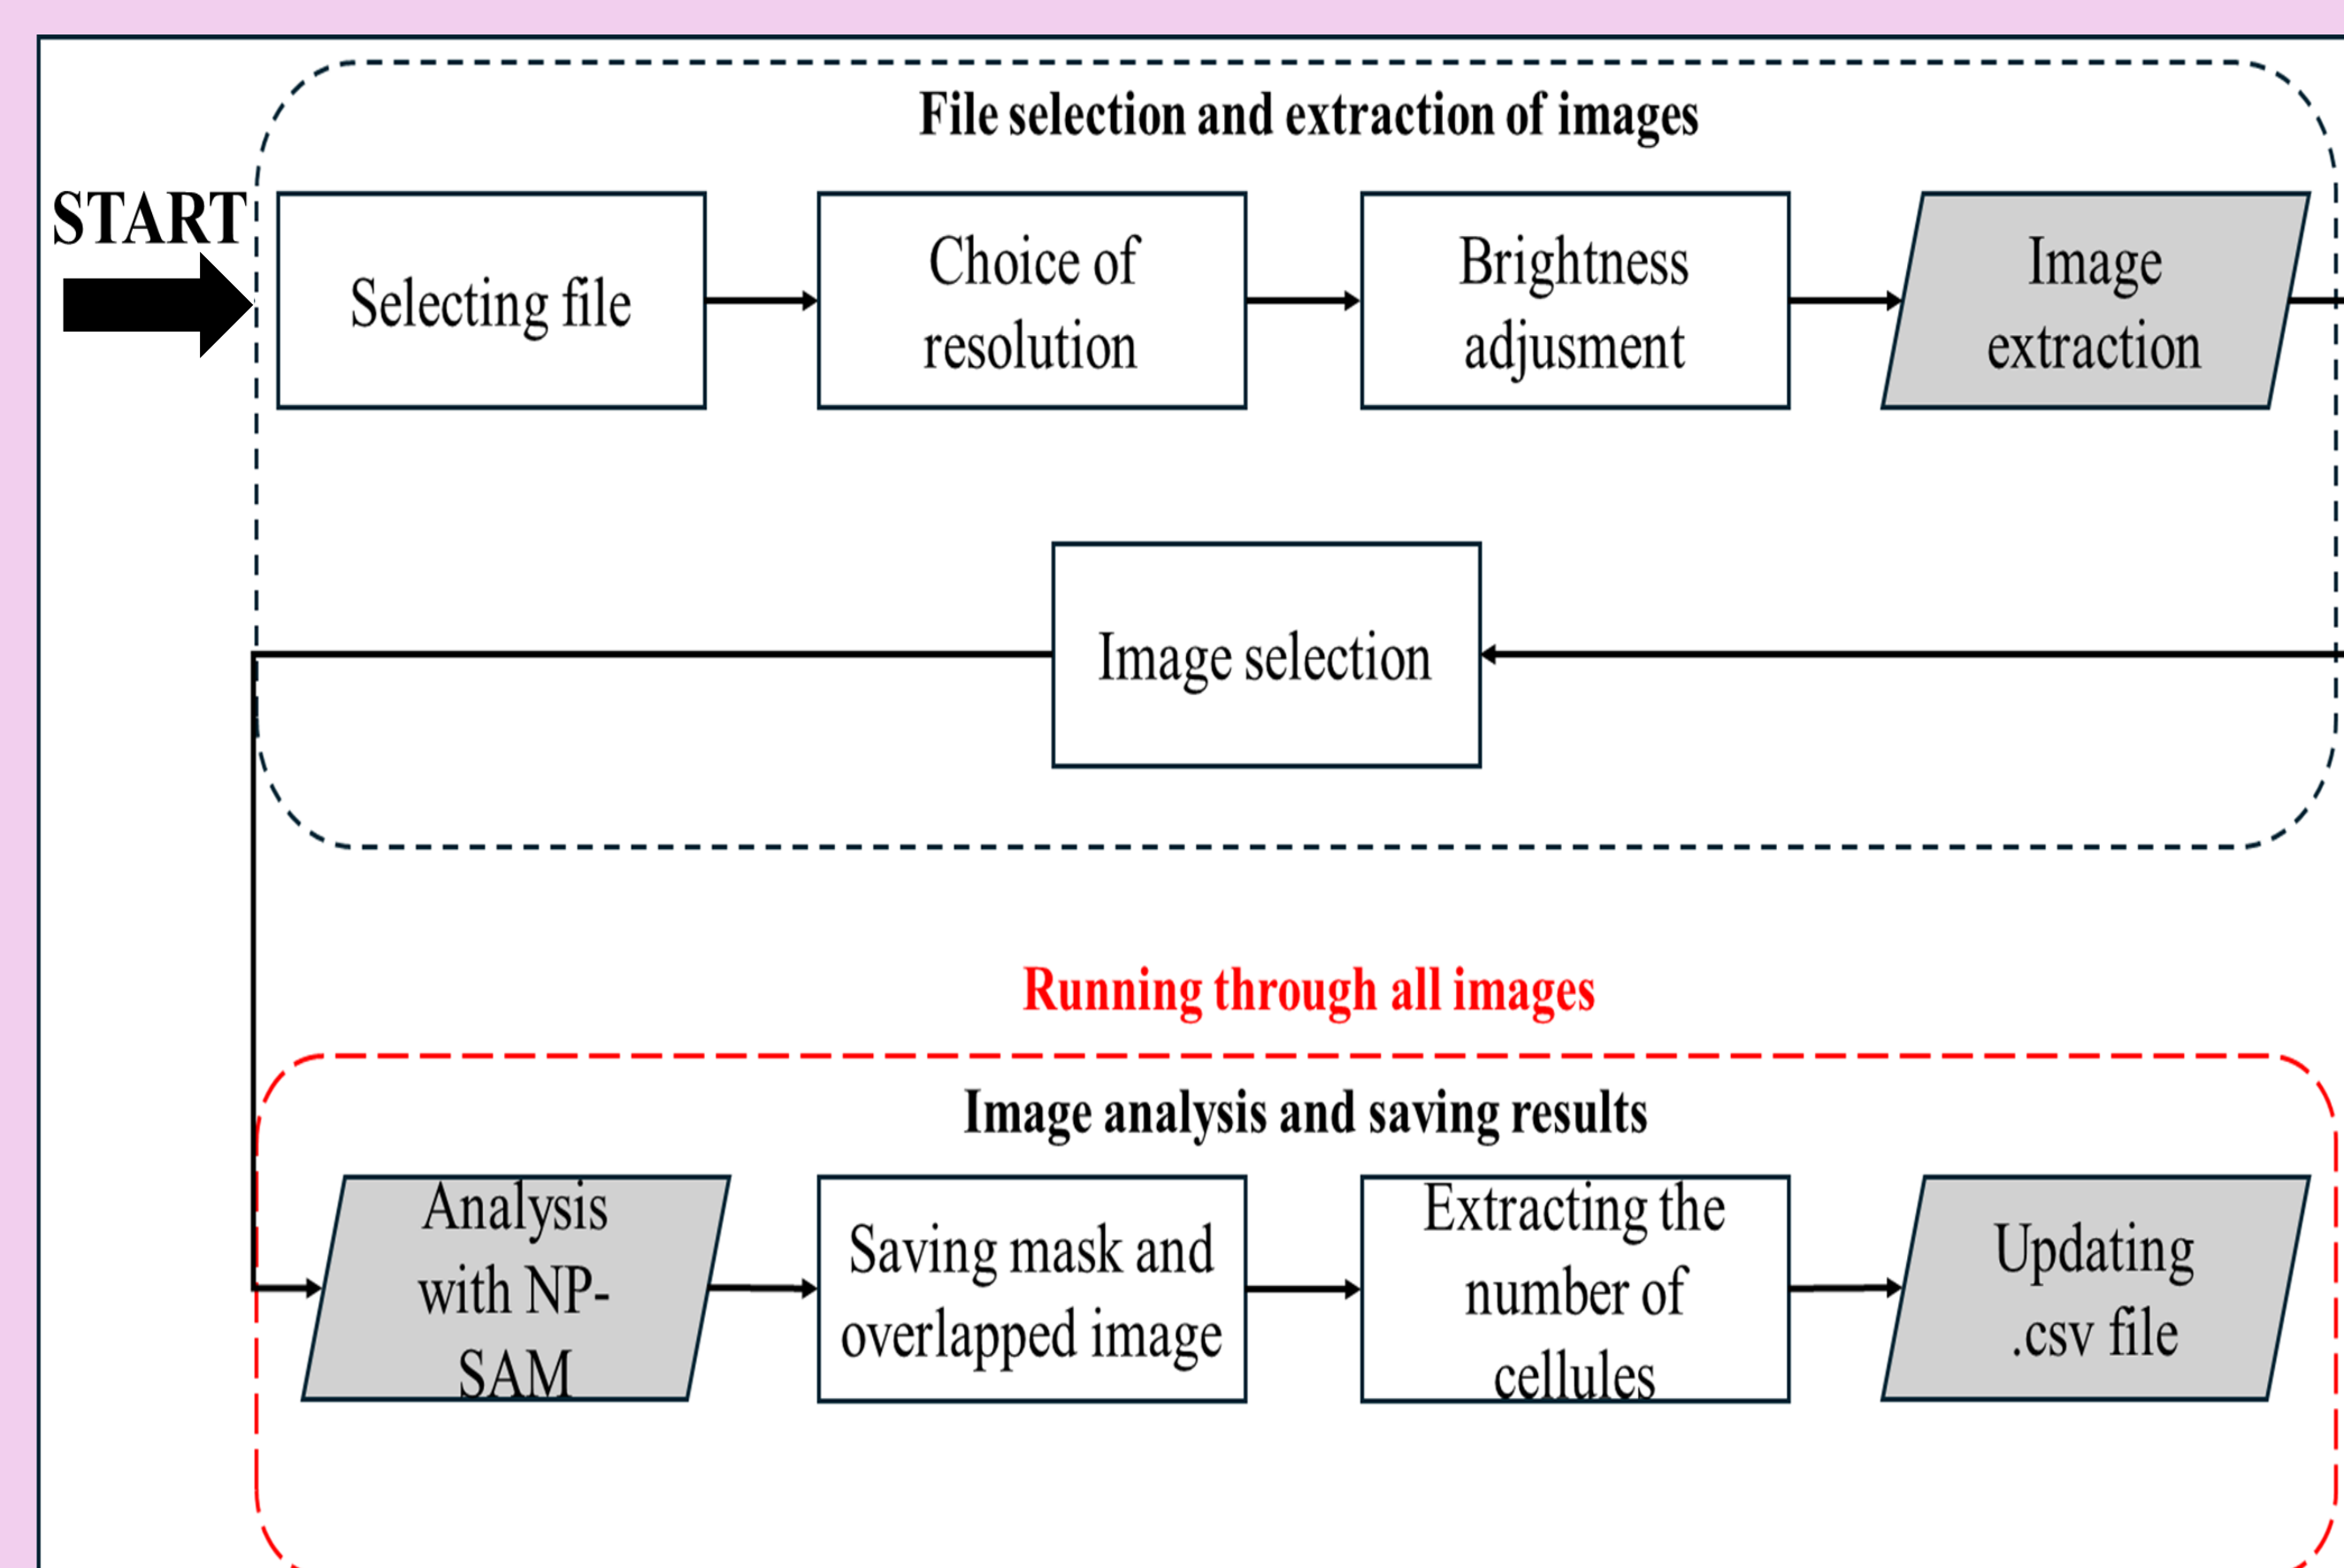 File selection and extraction of images
START
Selecting file
Choice of
resolution
Brightness
adjusment
Image
extraction
Image selection
Running through all images
Image analysis and saving results
Analysis
with NP-
SAM
Saving mask and
overlapped image
Extracting the
number of
cellules
Updating
.csv file